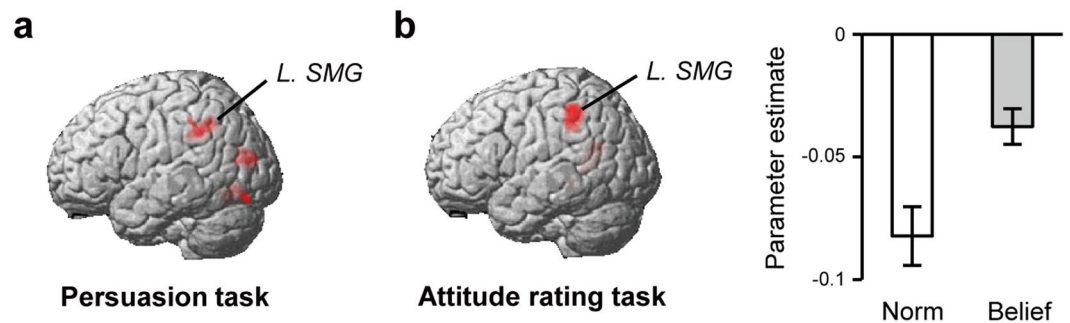 a
L. SMG
Persuasion task
b
L. SMG
Attitude rating task
Parameter estimate
0
-0.05
-0.1
Norm
Belief